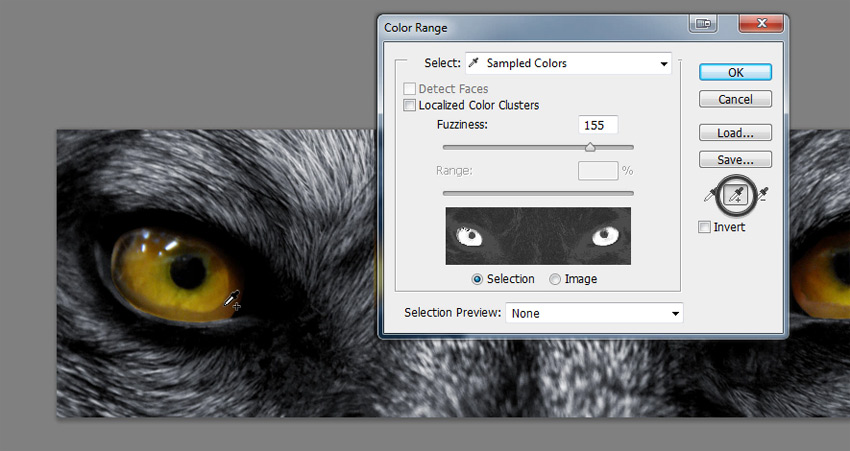 Color Range
Select: Sampled Colors
OK
Detect Faces
Cancel
Localized Color Clusters
Fuzziness: 155
Load...
Save...
Range: %
Invert
Selection Image
Selection Preview: None